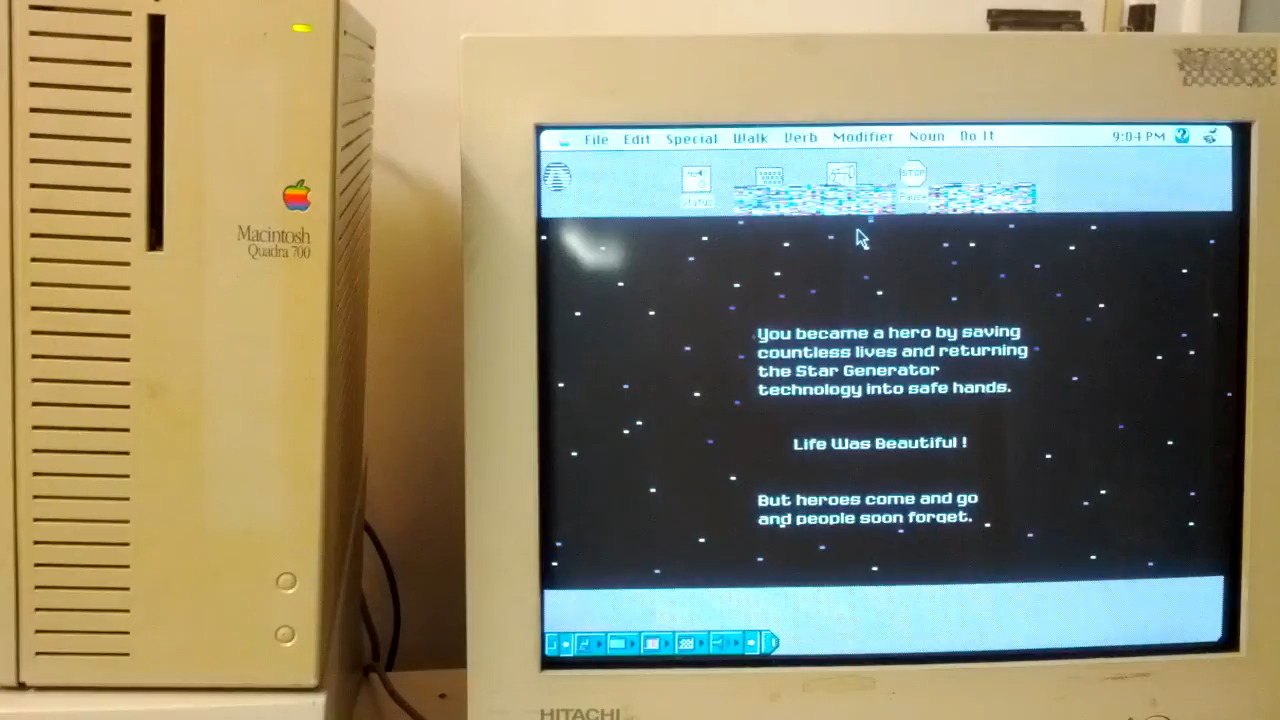 Macintosh
Quadra 700
File Edit Special Walk Verb Modifier Noun Do It 9:04 PM
Status
STOP
Pause
You became a hero by saving
countless lives and returning
the Star Generator
technology into safe hands.
Life Was Beautiful !
But heroes come and go
and people soon forget.
HITACHI